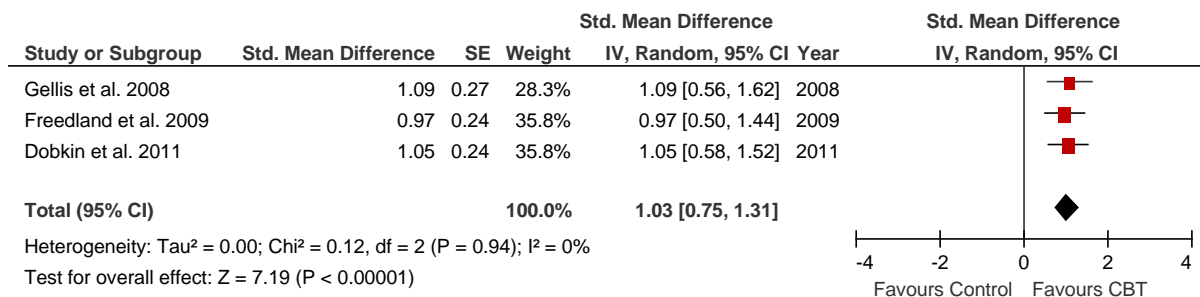 Std. Mean Difference Std. Mean Difference
Study or Subgroup Std. Mean Difference SE Weight IV, Random, 95% CI Year IV, Random, 95% CI
Gellis et al. 2008 1.09 0.27 28.3% 1.09 [0.56, 1.62] 2008
Freedland et al. 2009 0.97 0.24 35.8% 0.97 [0.50, 1.44] 2009
Dobkin et al. 2011 1.05 0.24 35.8% 1.05 [0.58, 1.52] 2011
Total (95% CI) 100.0% 1.03 [0.75, 1.31]
Heterogeneity: Tau² = 0.00; Chi² = 0.12, df = 2 (P = 0.94); I² = 0%
Test for overall effect: Z = 7.19 (P < 0.00001)
-4 -2 0 2 4
Favours Control Favours CBT